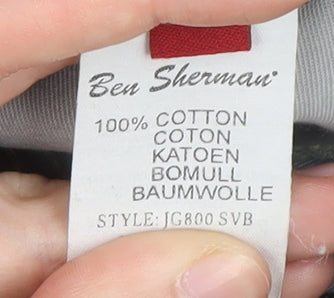 Ben Sherman
100% COTTON
COTON
KATOEN
BOMULL
BAUMWOLLE
STYLE: JG800 SVB